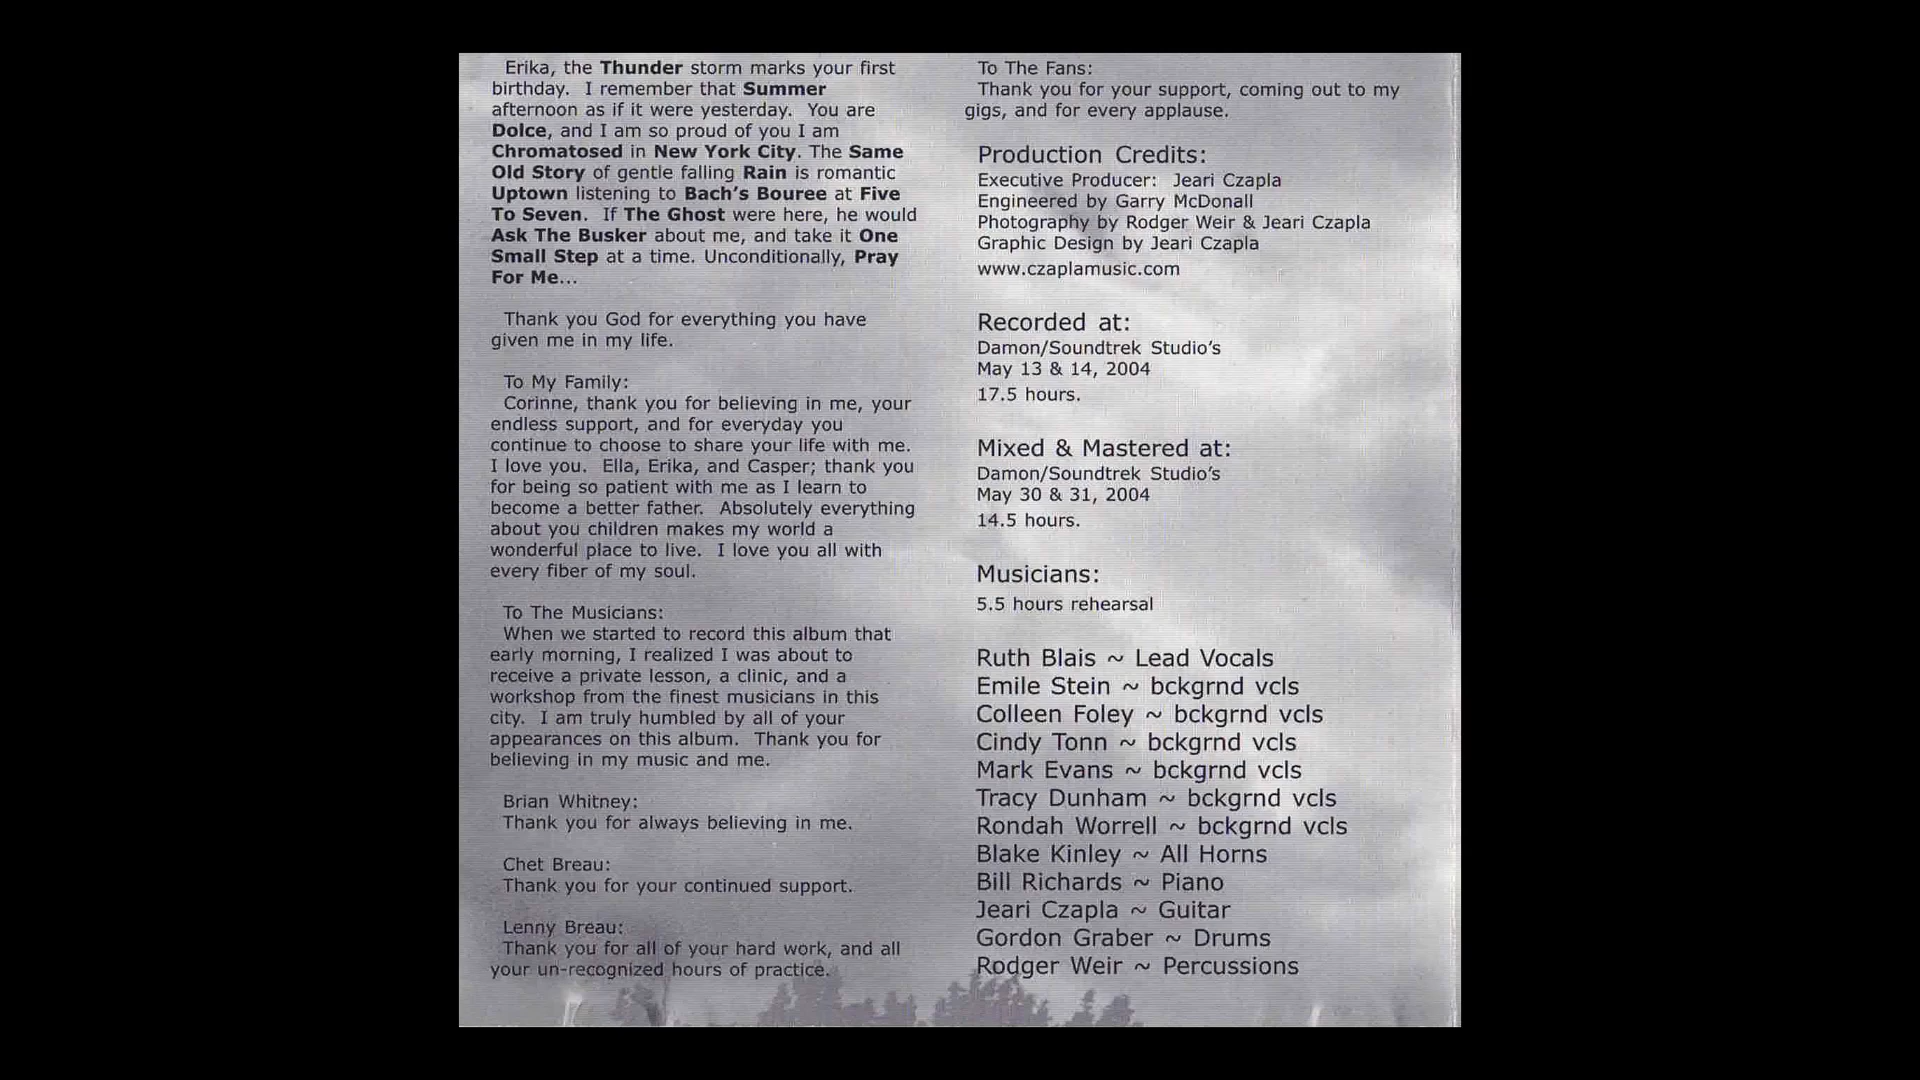 Erika, the Thunder storm marks your first
birthday. I remember that Summer
afternoon as if it were yesterday. You are
Dolce, and I am so proud of you I am
Chromatosed in New York City. The Same
Old Story of gentle falling Rain is romantic
Uptown listening to Bach's Bouree at Five
To Seven. If The Ghost were here, he would
Ask The Busker about me, and take it One
Small Step at a time. Unconditionally, Pray
For Me...
Thank you God for everything you have
given me in my life.
To My Family:
Corinne, thank you for believing in me, your
endless support, and for everyday you
continue to choose to share your life with me.
I love you. Ella, Erika, and Casper; thank you
for being so patient with me as I learn to
become a better father. Absolutely everything
about you children makes my world a
wonderful place to live. I love you all with
every fiber of my soul.
To The Musicians:
When we started to record this album that
early morning, I realized I was about to
receive a private lesson, a clinic, and a
workshop from the finest musicians in this
city. I am truly humbled by all of your
appearances on this album. Thank you for
believing in my music and me.
Brian Whitney:
Thank you for always believing in me.
Chet Breau:
Thank you for your continued support.
Lenny Breau:
Thank you for all of your hard work, and all
your un-recognized hours of practice.
To The Fans:
Thank you for your support, coming out to my
gigs, and for every applause.
Production Credits:
Executive Producer: Jeari Czapla
Engineered by Garry McDonall
Photography by Rodger Weir & Jeari Czapla
Graphic Design by Jeari Czapla
www.czaplamusic.com
Recorded at:
Damon/Soundtrek Studio's
May 13 & 14, 2004
17.5 hours.
Mixed & Mastered at:
Damon/Soundtrek Studio's
May 30 & 31, 2004
14.5 hours.
Musicians:
5.5 hours rehearsal
Ruth Blais ~ Lead Vocals
Emile Stein ~ bckgrnd vcls
Colleen Foley ~ bckgrnd vcls
Cindy Tonn ~ bckgrnd vcls
Mark Evans ~ bckgrnd vcls
Tracy Dunham ~ bckgrnd vcls
Rondah Worrell ~ bckgrnd vcls
Blake Kinley ~ All Horns
Bill Richards ~ Piano
Jeari Czapla ~ Guitar
Gordon Graber ~ Drums
Rodger Weir ~ Percussions